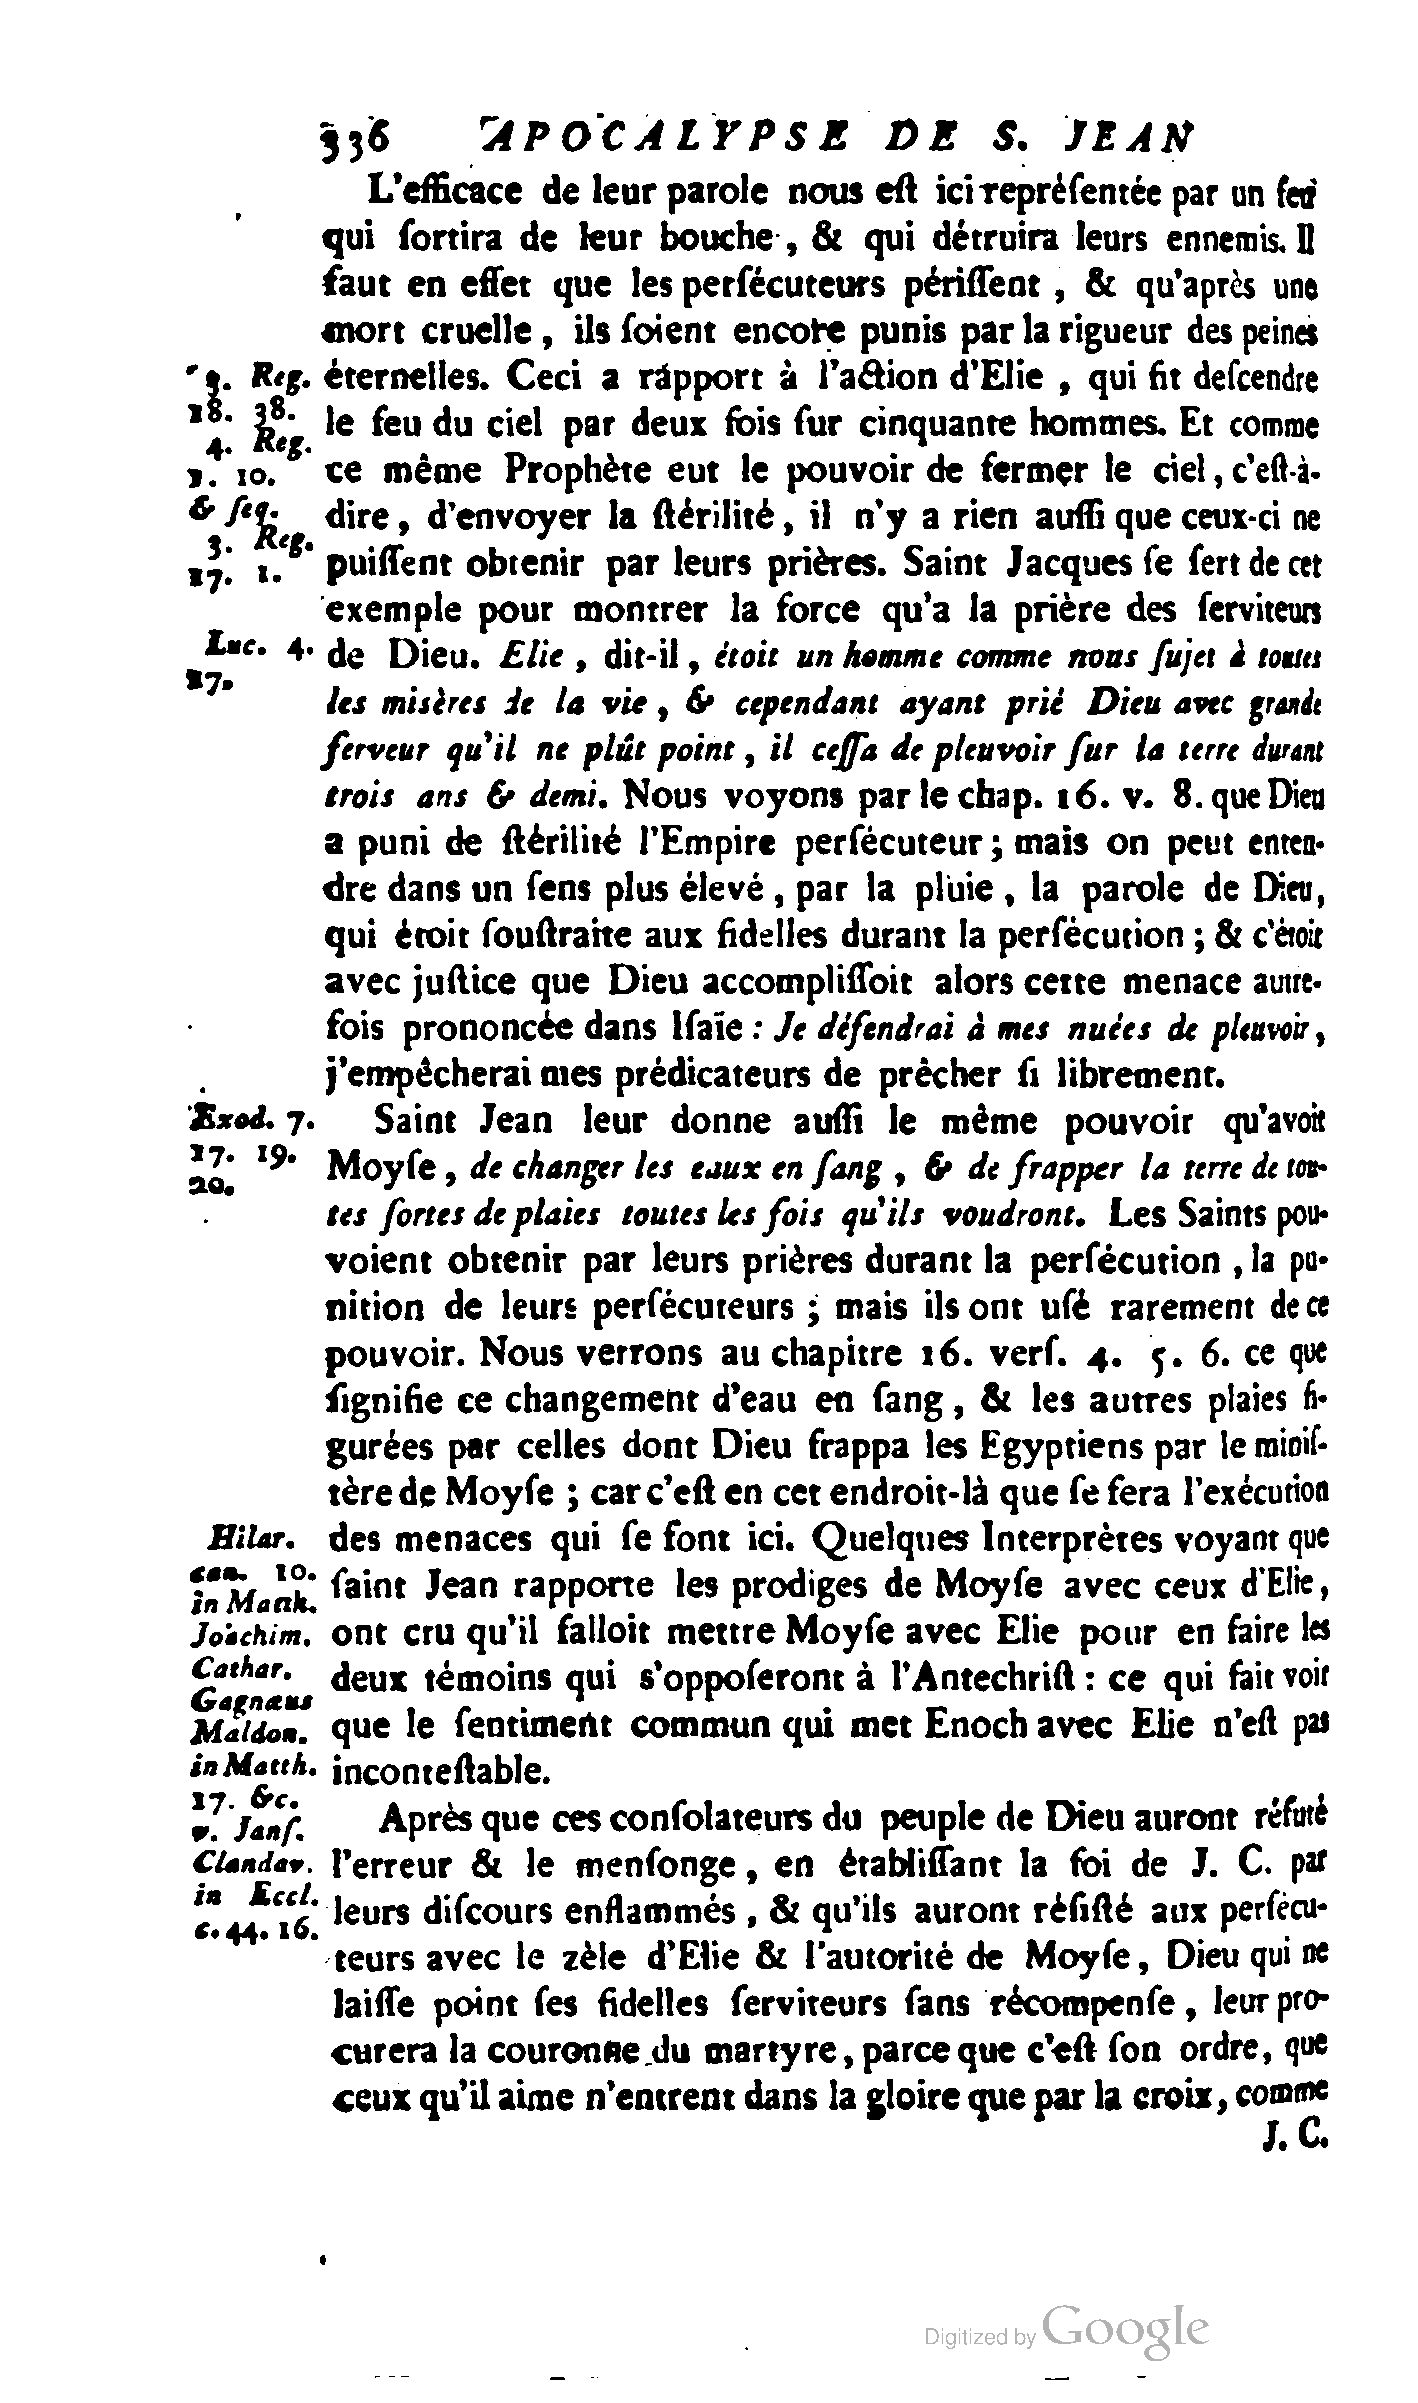 336 APOCALYPSE DE S. JEAN
L'efficace de leur parole nous eſt ici repréſentée par un feu
qui ſortira de leur bouche, & qui détruira leurs ennemis. Il
faut en effet que les perſécuteurs périſſent, & qu'après une
mort cruelle, ils ſoient encore punis par la rigueur des peines
éternelles. Ceci a rapport à l'action d'Elie, qui fit deſcendre
le feu du ciel par deux fois ſur cinquante hommes. Et comme
ce même Prophète eut le pouvoir de fermer le ciel, c'eſt-à-
dire, d'envoyer la ſtérilité, il n'y a rien auſſi que ceux-ci ne
puiſſent obtenir par leurs prières. Saint Jacques ſe ſert de cet
exemple pour montrer la force qu'a la prière des ſerviteurs
de Dieu. Elie, dit-il, étoit un homme comme nous ſujet à toutes
les misères de la vie, & cependant ayant prié Dieu avec grande
ferveur qu'il ne plût point, il ceſſa de pleuvoir ſur la terre durant
trois ans & demi. Nous voyons par le chap. 16. v. 8. que Dieu
a puni de ſtérilité l'Empire perſécuteur; mais on peut enten-
dre dans un ſens plus élevé, par la pluie, la parole de Dieu,
qui étoit ſouſtraite aux fidelles durant la perſécution; & c'étoit
avec juſtice que Dieu accompliſſoit alors cette menace autre-
fois prononcée dans Iſaïe: Je défendrai à mes nuées de pleuvoir,
j'empêcherai mes prédicateurs de prêcher ſi librement.
Saint Jean leur donne auſſi le même pouvoir qu'avoit
Moyſe, de changer les eaux en ſang, & de frapper la terre de tou-
tes ſortes de plaies toutes les fois qu'ils voudront. Les Saints pou-
voient obtenir par leurs prières durant la perſécution, la pu-
nition de leurs perſécuteurs; mais ils ont uſé rarement de ce
pouvoir. Nous verrons au chapitre 16. verſ. 4. 5. 6. ce que
ſignifie ce changement d'eau en ſang, & les autres plaies fi-
gurées par celles dont Dieu frappa les Egyptiens par le miniſ-
tère de Moyſe; car c'eſt en cet endroit-là que ſe fera l'exécution
des menaces qui ſe font ici. Quelques Interprètes voyant que
ſaint Jean rapporte les prodiges de Moyſe avec ceux d'Elie,
ont cru qu'il falloit mettre Moyſe avec Elie pour en faire les
deux témoins qui s'oppoſeront à l'Antechriſt: ce qui fait voir
que le ſentiment commun qui met Enoch avec Elie n'eſt pas
inconteſtable.
Après que ces conſolateurs du peuple de Dieu auront réfuté
l'erreur & le menſonge, en établiſſant la foi de J. C. par
leurs diſcours enflammés, & qu'ils auront réſiſté aux perſécu-
teurs avec le zèle d'Elie & l'autorité de Moyſe, Dieu qui ne
laiſſe point ſes fidelles ſerviteurs ſans récompenſe, leur pro-
curera la couronne du martyre, parce que c'eſt ſon ordre, que
ceux qu'il aime n'entrent dans la gloire que par la croix, comme
J. C.
3. Reg.
18. 38.
4. Reg.
1. 10.
& ſeq.
3. Reg.
17. 1.
Luc. 4.
Exod. 7.
17. 19.
20.
Hilar.
can. 10.
in Matth.
Joachim.
Cathar.
Gagnæus
Maldon.
in Matth.
17. &c.
v. Janſ.
Clandav.
in Eccl.
c. 44. 16.
Digitized by Google